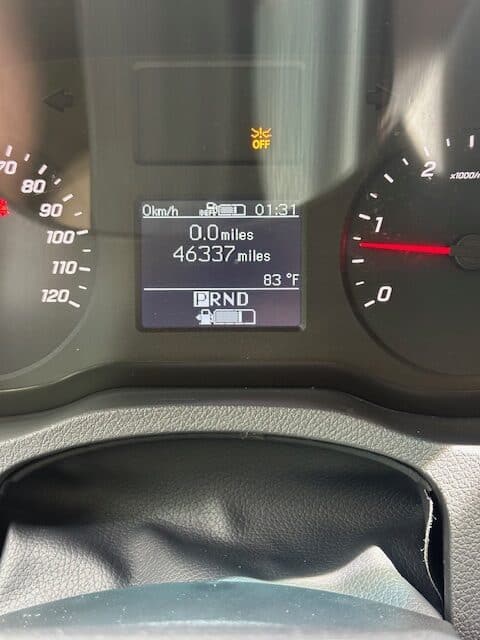 OFF
70
80
90
100
110
120
0km/h DEF 01:31
0.0 miles
46337 miles
83 °F
PRND
2
x1000/
1
0